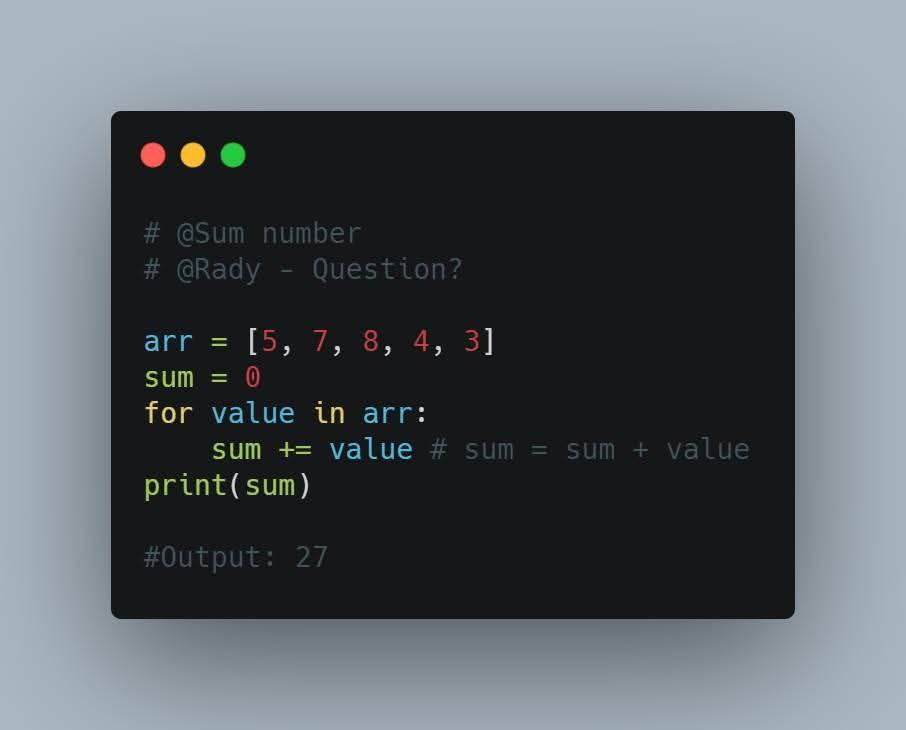 # @Sum number
# @Rady - Question?
arr = [5, 7, 8, 4, 3]
sum = 0
for value in arr:
    sum += value # sum = sum + value
print(sum)
#Output: 27